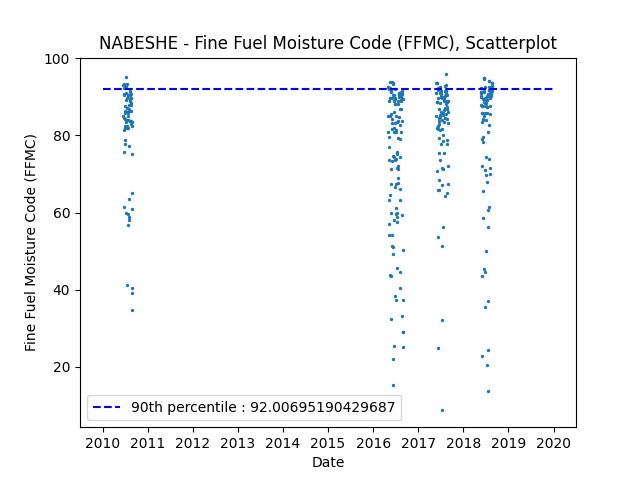 NABESHE - Fine Fuel Moisture Code (FFMC), Scatterplot
100
80
60
40
20
Fine Fuel Moisture Code (FFMC)
90th percentile : 92.00695190429687
2010 2011 2012 2013 2014 2015 2016 2017 2018 2019 2020
Date